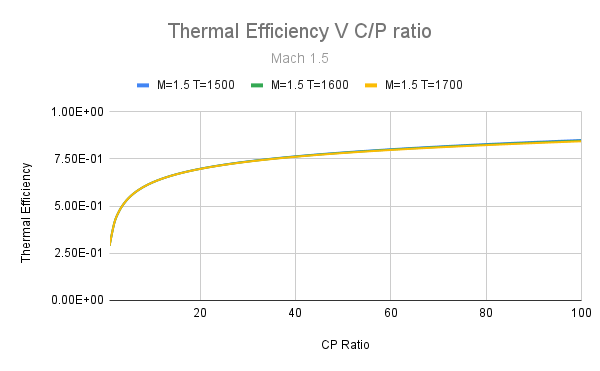 Thermal Efficiency V C/P ratio
Mach 1.5
M=1.5 T=1500 M=1.5 T=1600 M=1.5 T=1700
1.00E+00
7.50E-01
5.00E-01
2.50E-01
0.00E+00
Thermal Efficiency
20 40 60 80 100
CP Ratio